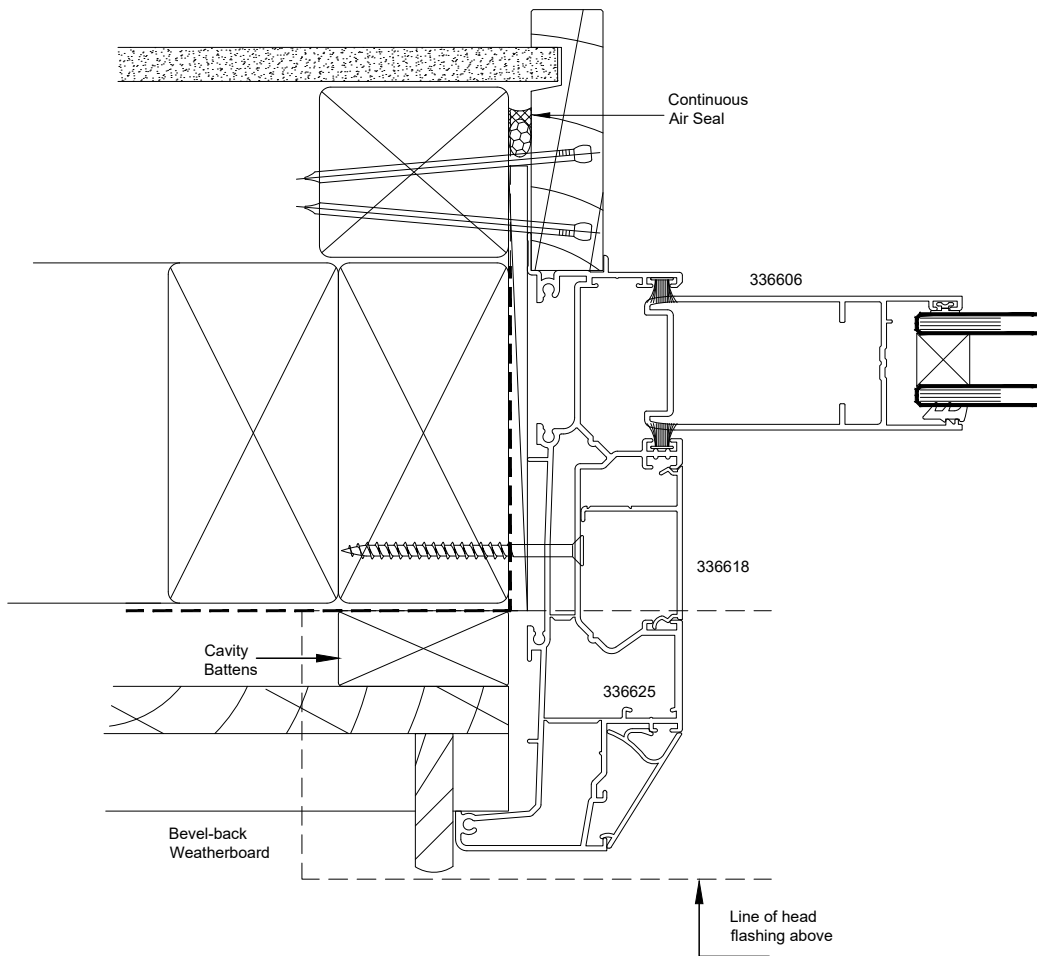 Continuous
Air Seal
336606
336618
Cavity
Battens
336625
Bevel-back
Weatherboard
Line of head
flashing above